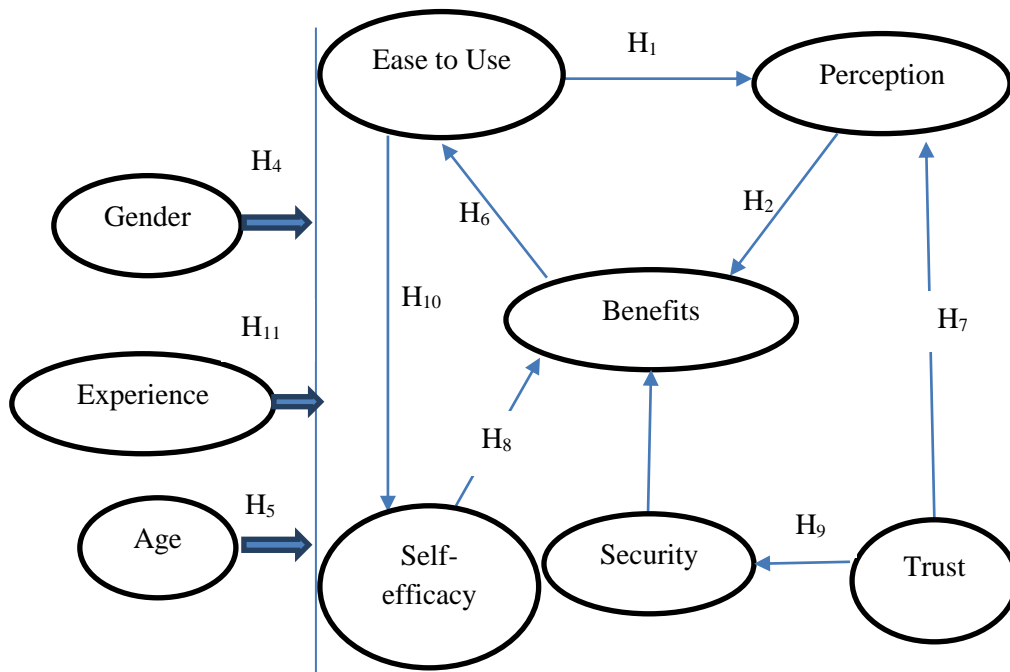 Ease to Use
H1
Perception
H4
Gender
H6
H2
H10
Benefits
H11
H7
Experience
H8
H5
Age
Self-
efficacy
Security
H9
Trust